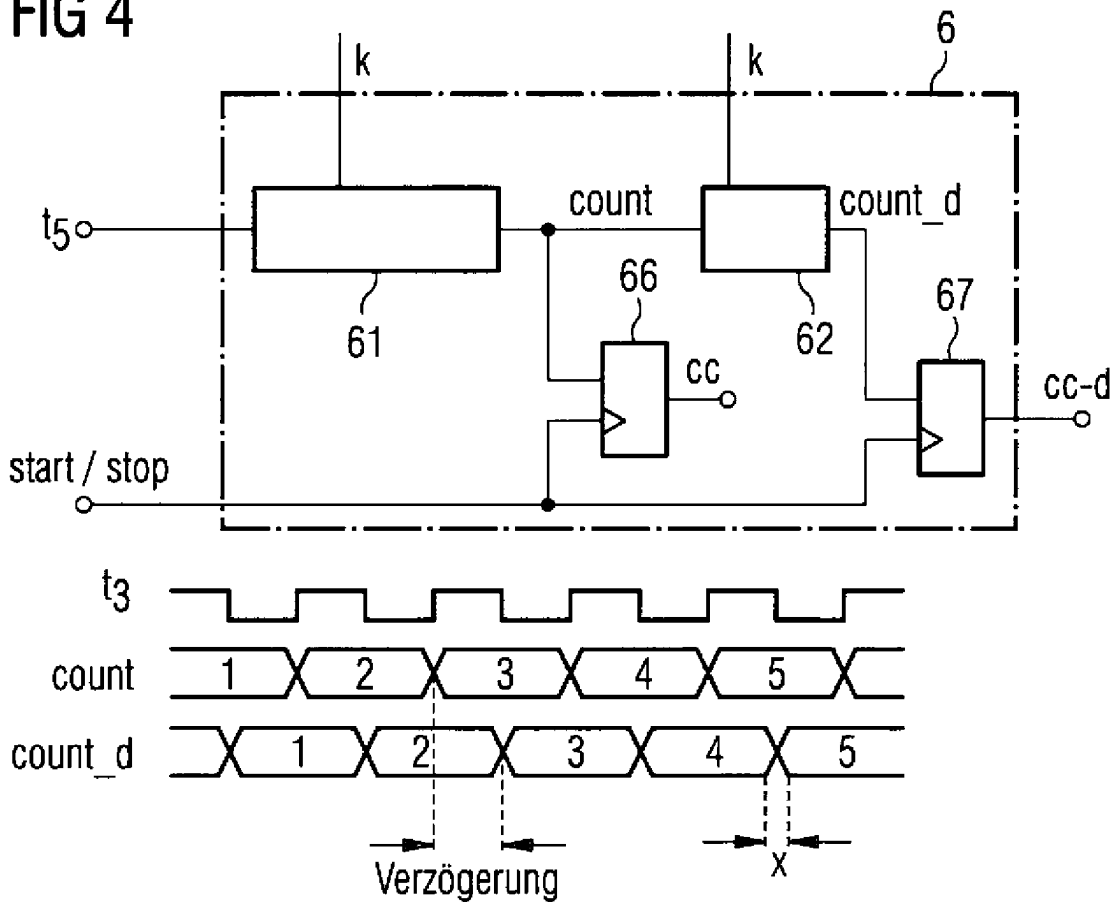 FIG 4
6
k
k
t5
count
count_d
61
66
62
67
cc
cc-d
start / stop
t3
count 1 2 3 4 5
count_d 1 2 3 4 5
Verzögerung
x